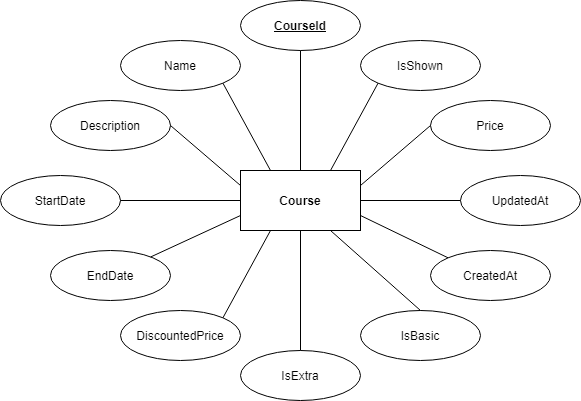 CourseId
Name
IsShown
Description
Price
StartDate
Course
UpdatedAt
EndDate
CreatedAt
DiscountedPrice
IsBasic
IsExtra